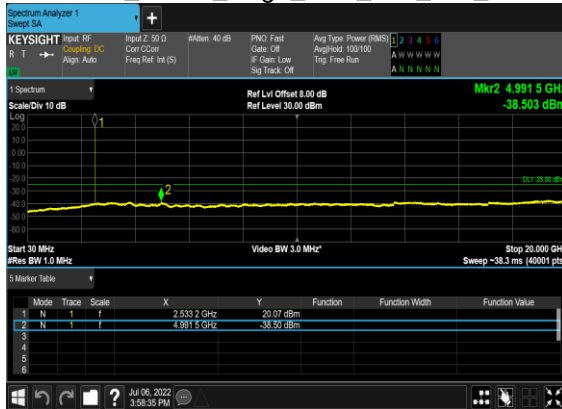 Spectrum Analyzer 1
Swept SA
+
KEYSIGHT Input: RF Input Z: 50 Ω #Atten: 40 dB PNO: Fast Avg Type: Power (RMS) 1 2 3 4 5 6
R T Coupling: DC Corr CCorr Gate: Off Avg|Hold: 100/100 A W W W W W
Align: Auto Freq Ref: Int (S) IF Gain: Low Trig: Free Run
LXI Sig Track: Off A N N N N N
1 Spectrum Ref Lvl Offset 8.00 dB Mkr2 4.991 5 GHz
Scale/Div 10 dB Ref Level 30.00 dBm -38.503 dBm
Log
20.0
10.0
0.00
-10.0
-20.0
-30.0
-40.0
-50.0
-60.0
1
2
DL1 -25.00 dBm
Start 30 MHz Video BW 3.0 MHz* Stop 20.000 GHz
#Res BW 1.0 MHz Sweep ~38.3 ms (40001 pts)
5 Marker Table
Mode Trace Scale X Y Function Function Width Function Value
1 N 1 f 2.533 2 GHz 20.07 dBm
2 N 1 f 4.991 5 GHz -38.50 dBm
3
4
5
6
? Jul 06, 2022
3:58:35 PM